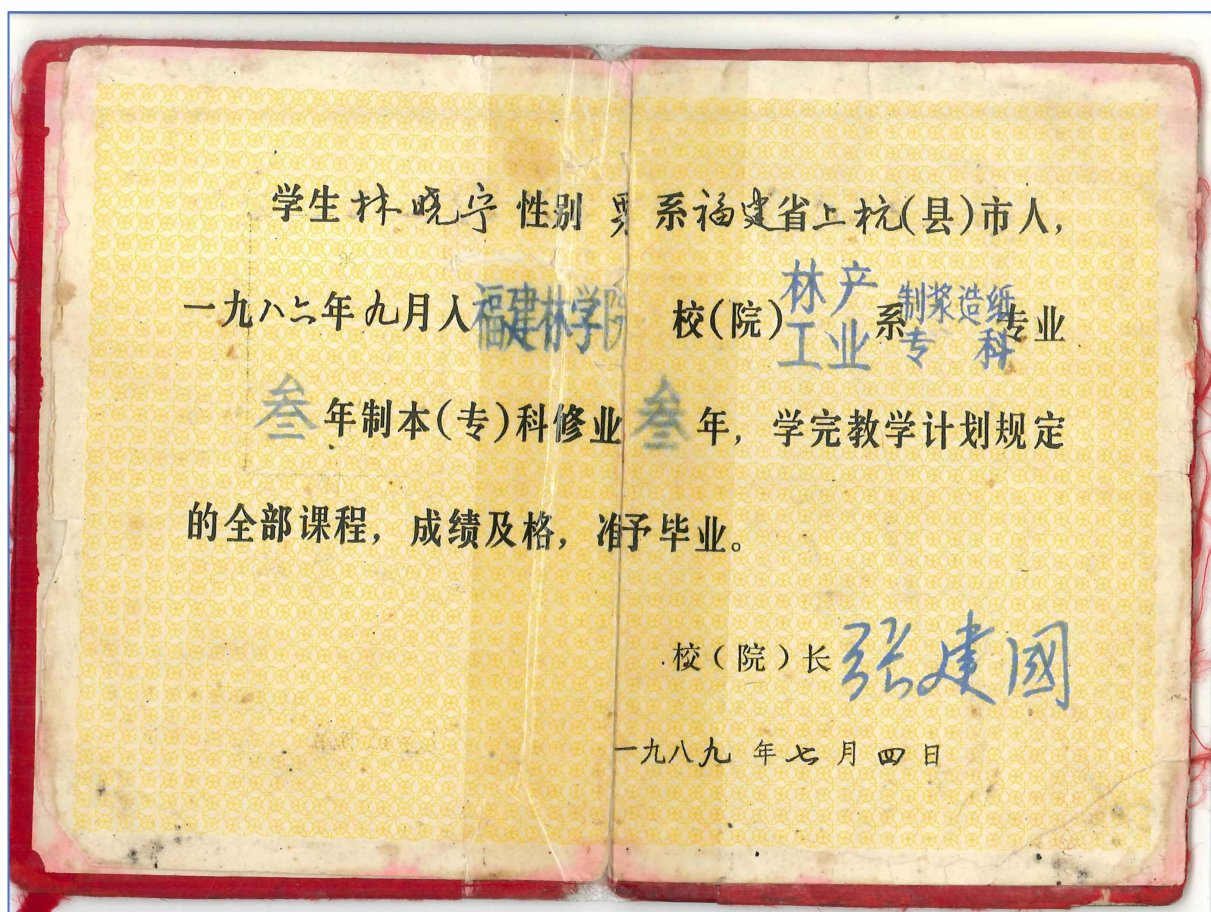 学生林晓宁性别男系福建省上杭(县)市人,
一九八六年九月入福建林学院校(院)林产工业系制浆造纸专科专业
叁年制本(专)科修业叁年,学完教学计划规定
的全部课程,成绩及格,准予毕业。
校(院)长张建國
一九八九年七月四日